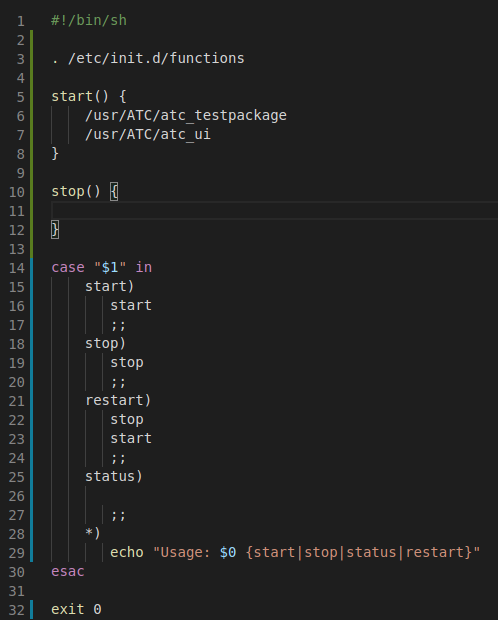 1 #!/bin/sh
2
3 . /etc/init.d/functions
4
5 start() {
6     /usr/ATC/atc_testpackage
7     /usr/ATC/atc_ui
8 }
9
10 stop() {
11
12 }
13
14 case "$1" in
15     start)
16        start
17        ;;
18     stop)
19        stop
20        ;;
21     restart)
22        stop
23        start
24        ;;
25     status)
26
27        ;;
28     *)
29        echo "Usage: $0 {start|stop|status|restart}"
30 esac
31
32 exit 0